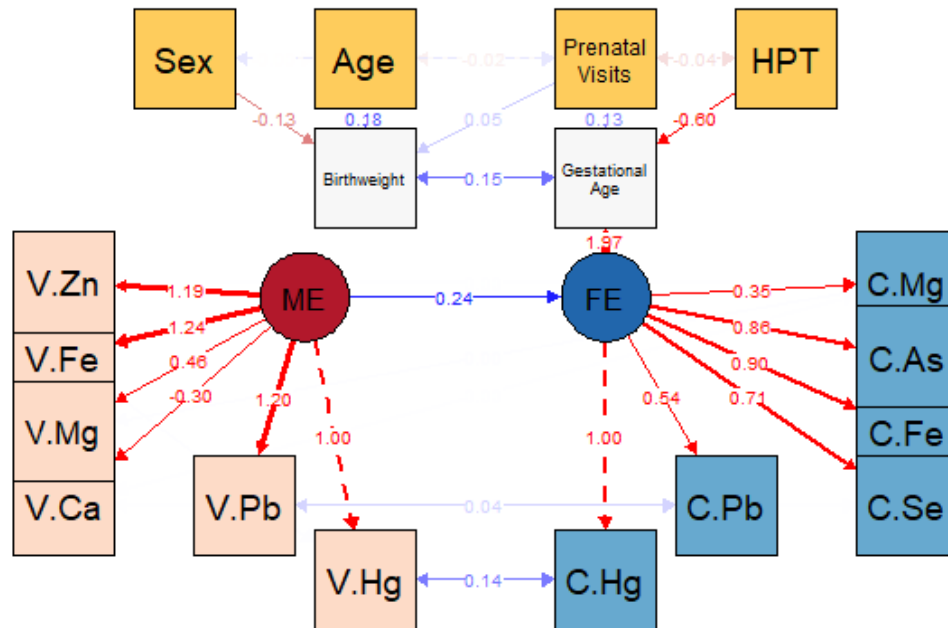 Sex
Age
Prenatal
Visits
HPT
-0.02
-0.04
-0.13
0.18
0.05
0.13
-0.60
Birthweight
0.15
Gestational
Age
1.97
V.Zn
1.19
ME
0.24
FE
0.35
C.Mg
V.Fe
1.24
0.86
C.As
0.46
0.90
V.Mg
-0.30
1.20
0.54
0.71
C.Fe
1.00
1.00
V.Ca
V.Pb
0.04
C.Pb
C.Se
V.Hg
0.14
C.Hg